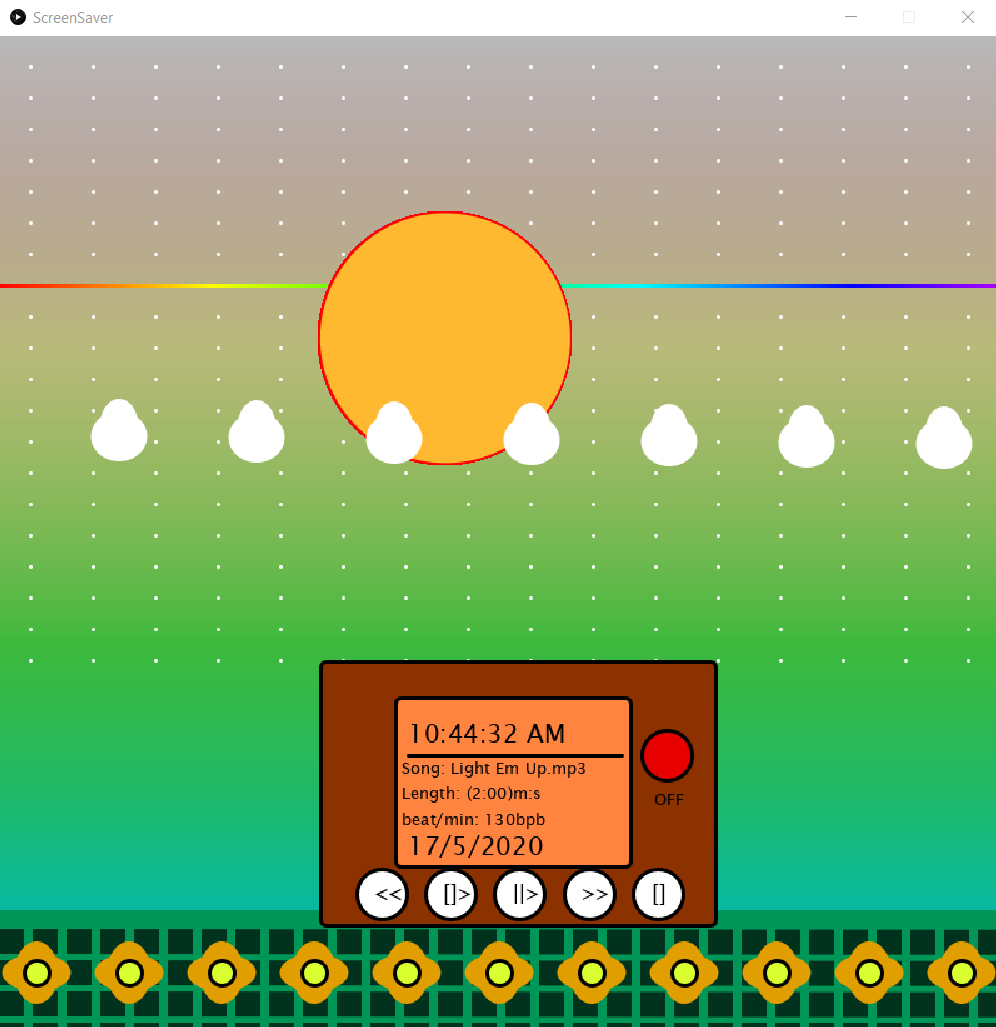 ScreenSaver
10:44:32 AM
Song: Light Em Up.mp3
Length: (2:00)m:s
beat/min: 130bpb
17/5/2020
OFF
<< []> ||> >> []